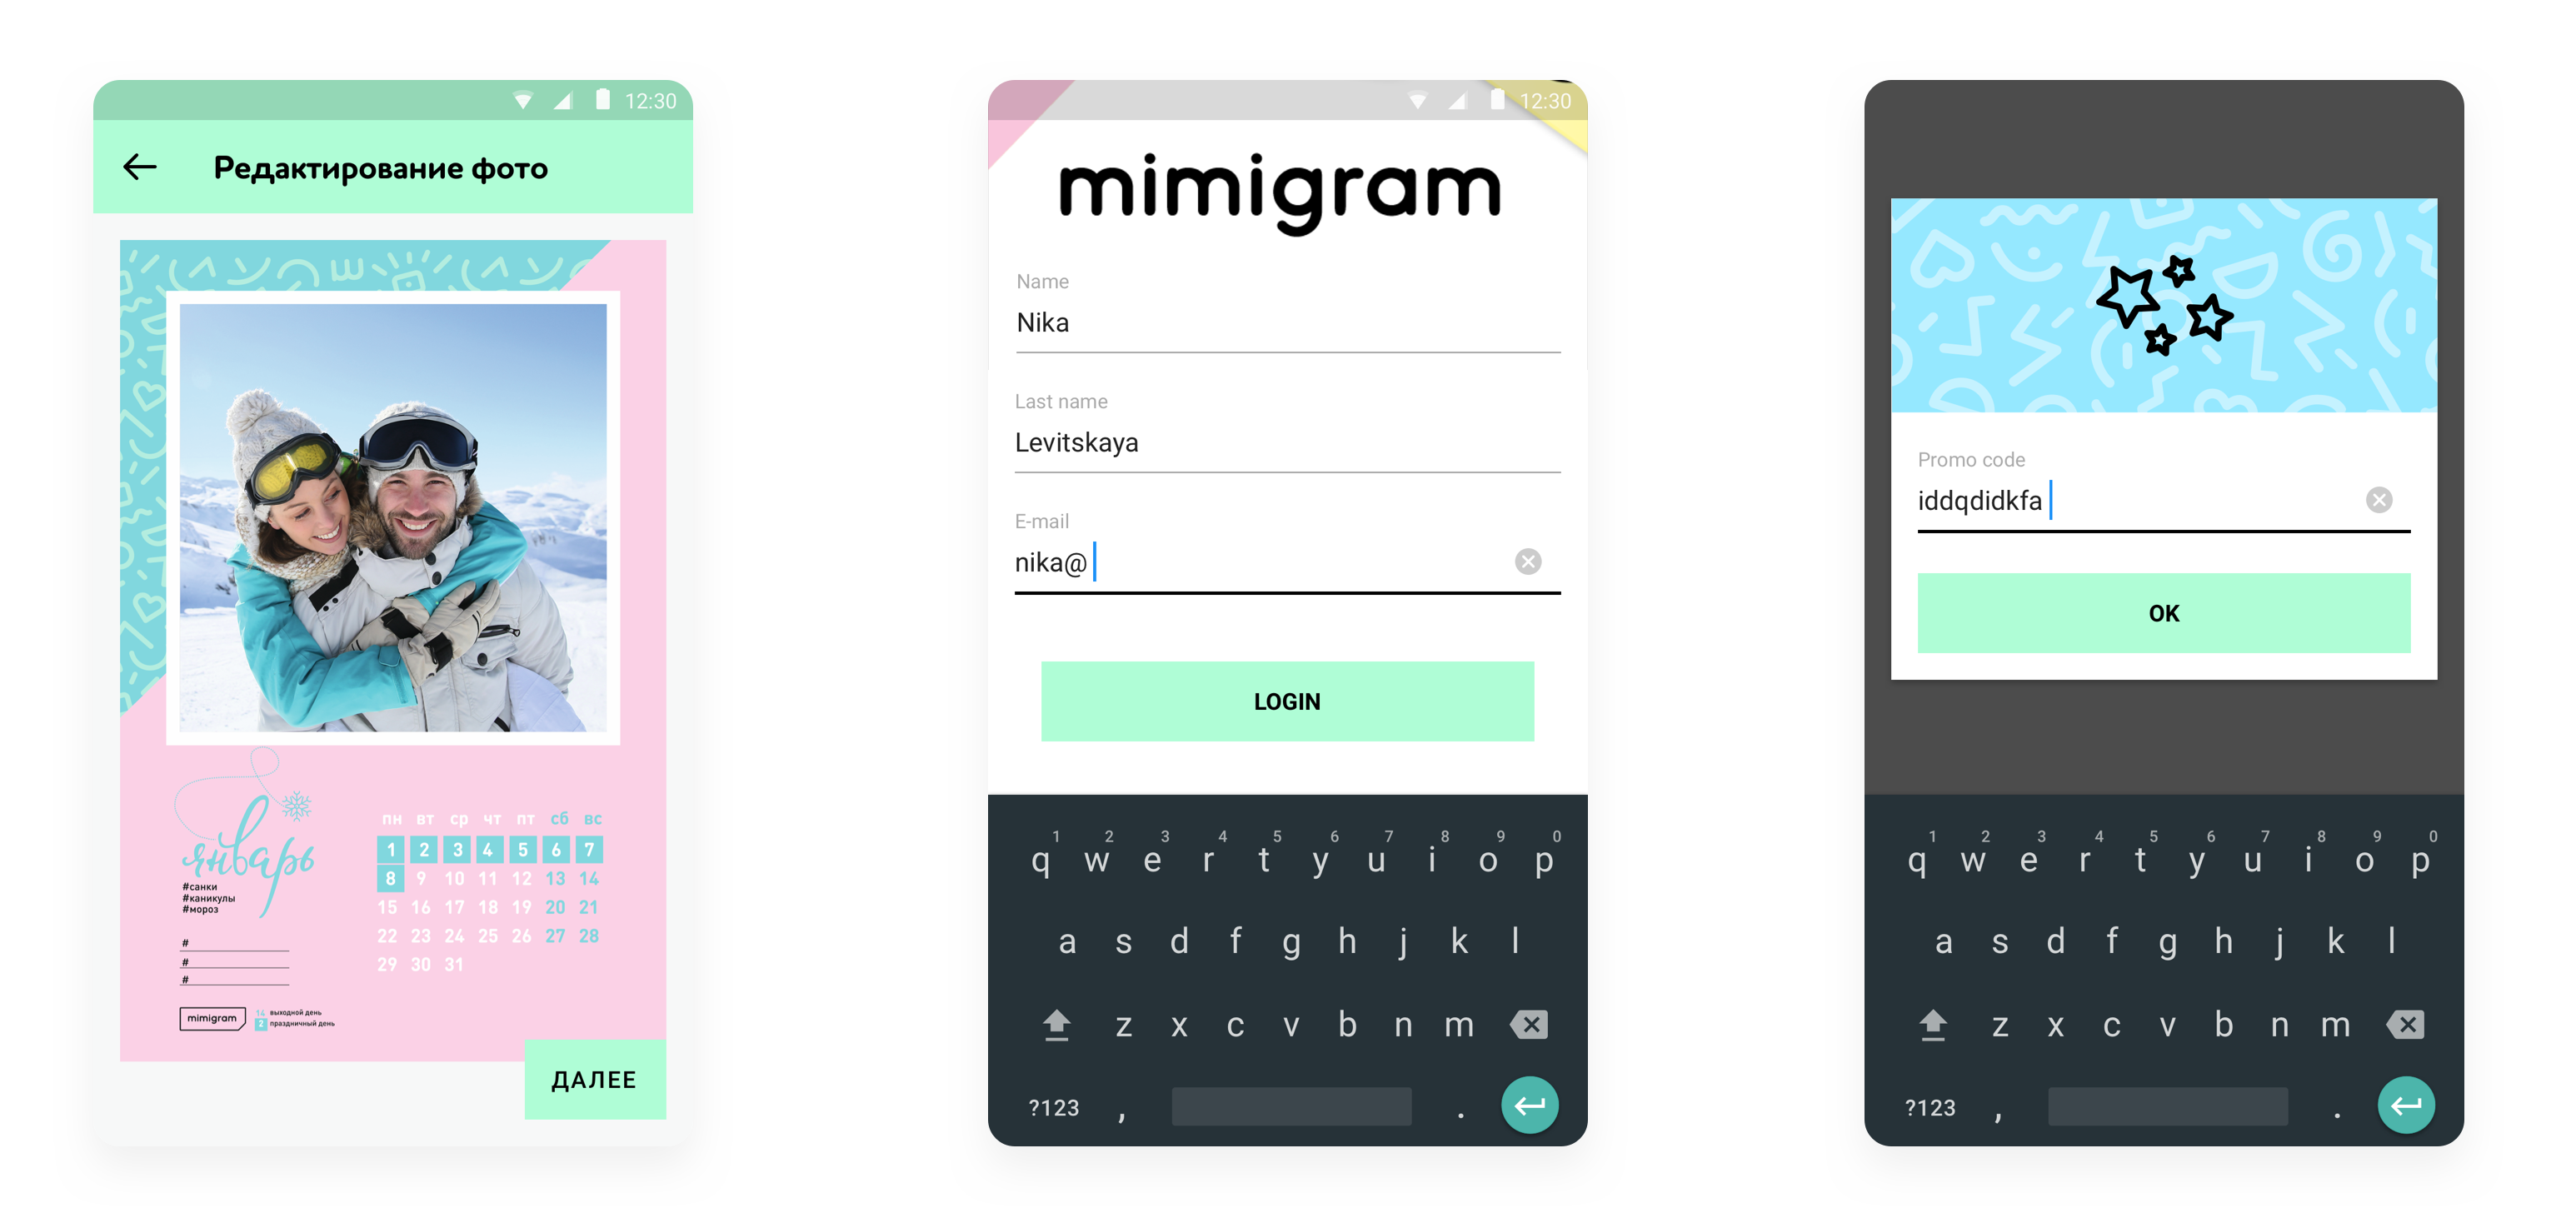 12:30
Редактирование фото
январь
#санки
#каникулы
#мороз
#
#
#
mimigram
14 выходной день
2 праздничный день
пн вт ср чт пт сб вс
1 2 3 4 5 6 7
8 9 10 11 12 13 14
15 16 17 18 19 20 21
22 23 24 25 26 27 28
29 30 31
ДАЛЕЕ
12:30
mimigram
Name
Nika
Last name
Levitskaya
E-mail
nika@
LOGIN
1 2 3 4 5 6 7 8 9 0
q w e r t y u i o p
a s d f g h j k l
z x c v b n m
?123 , .
Promo code
iddqdidkfa
OK
1 2 3 4 5 6 7 8 9 0
q w e r t y u i o p
a s d f g h j k l
z x c v b n m
?123 , .